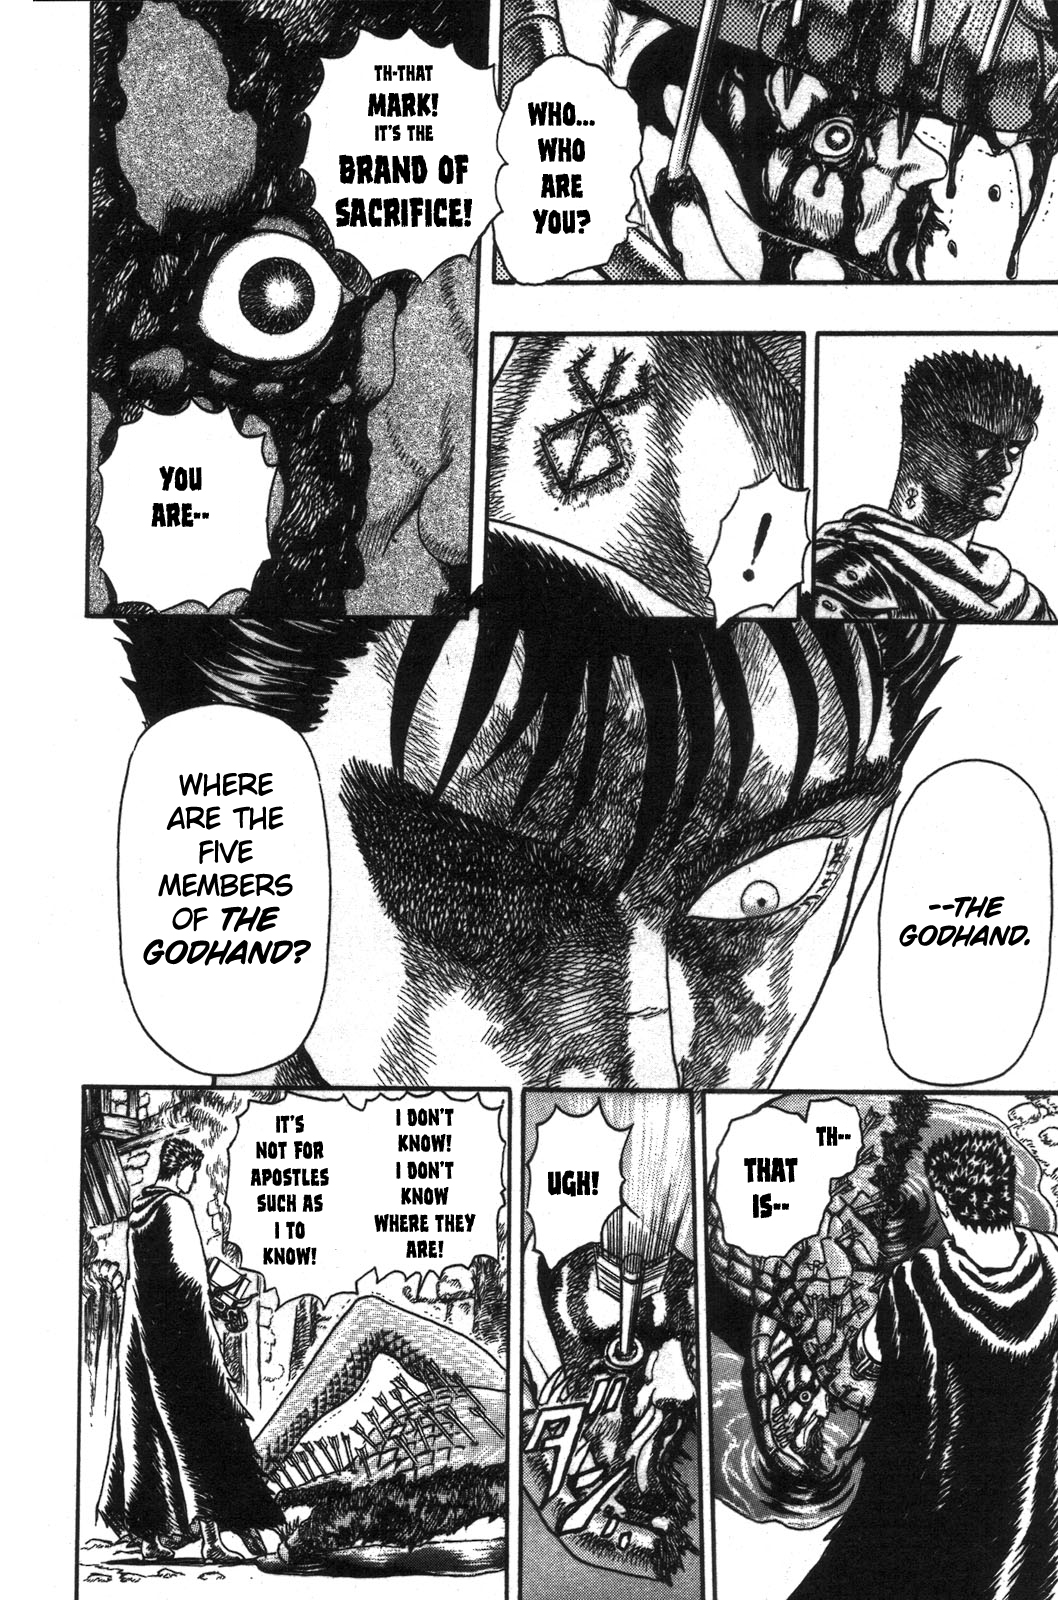 WHO...
WHO
ARE
YOU?
!
TH-THAT
MARK!
IT'S THE
BRAND OF
SACRIFICE!
YOU
ARE--
--THE
GODHAND.
WHERE
ARE THE
FIVE
MEMBERS
OF THE
GODHAND?
TH--
THAT
IS--
UGH!
I DON'T
KNOW!
I DON'T
KNOW
WHERE THEY
ARE!
IT'S
NOT FOR
APOSTLES
SUCH AS
I TO
KNOW!